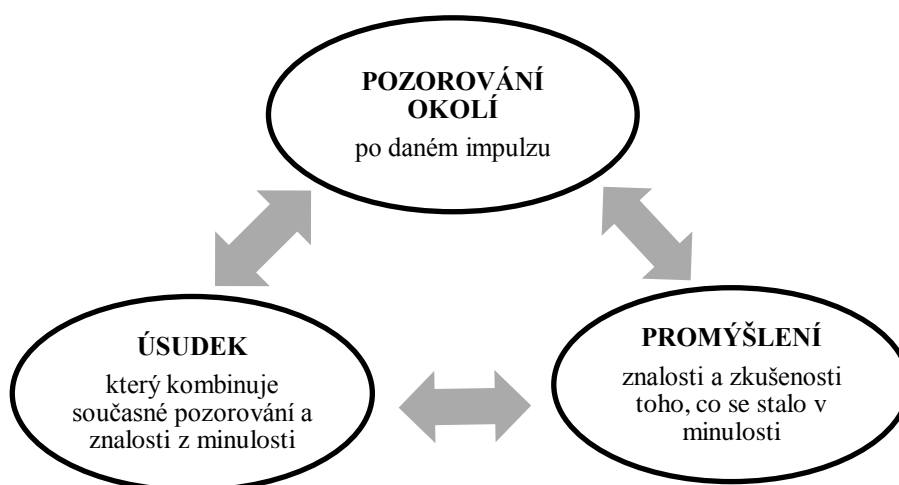 POZOROVÁNÍ
OKOLÍ
po daném impulzu
ÚSUDEK
který kombinuje
současné pozorování a
znalosti z minulosti
PROMÝŠLENÍ
znalosti a zkušenosti
toho, co se stalo v
minulosti